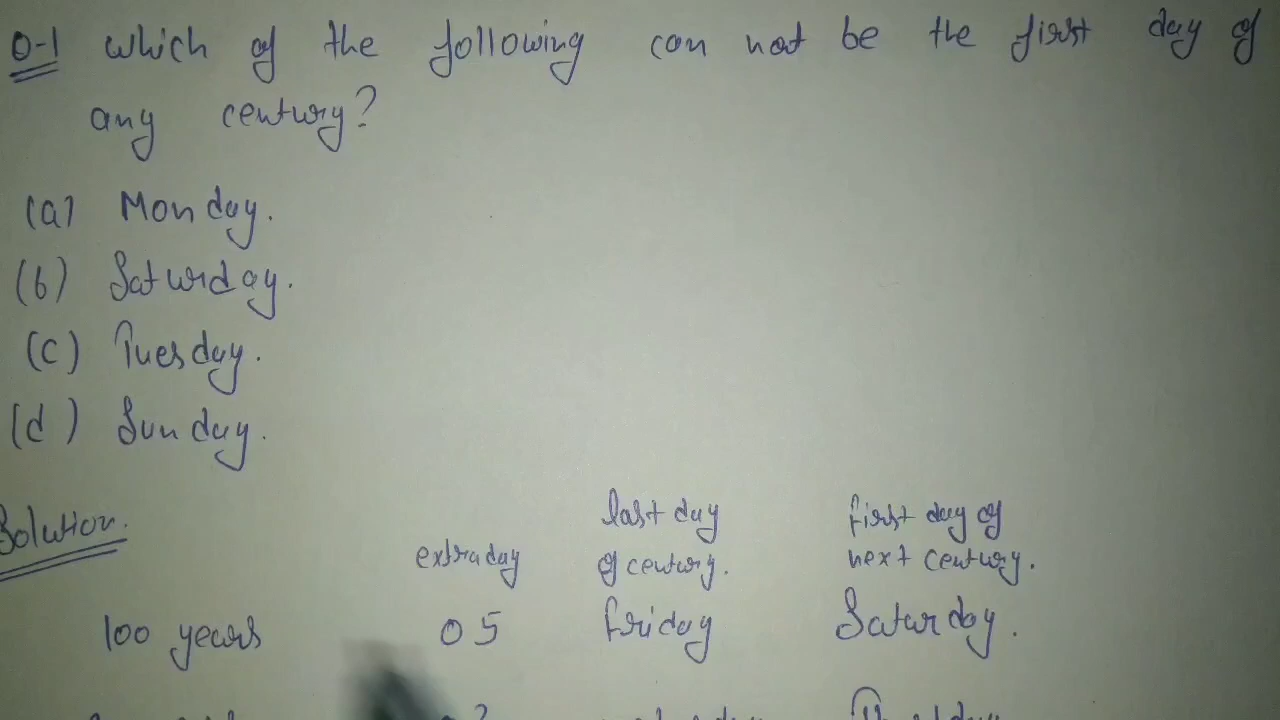 Q-1 which of the following can not be the first day of
any century?
(a) Monday.
(b) Saturday.
(c) Tuesday.
(d) Sunday.
Solution.
extraday last day of century. first day of next century.
100 years 05 friday Saturday.